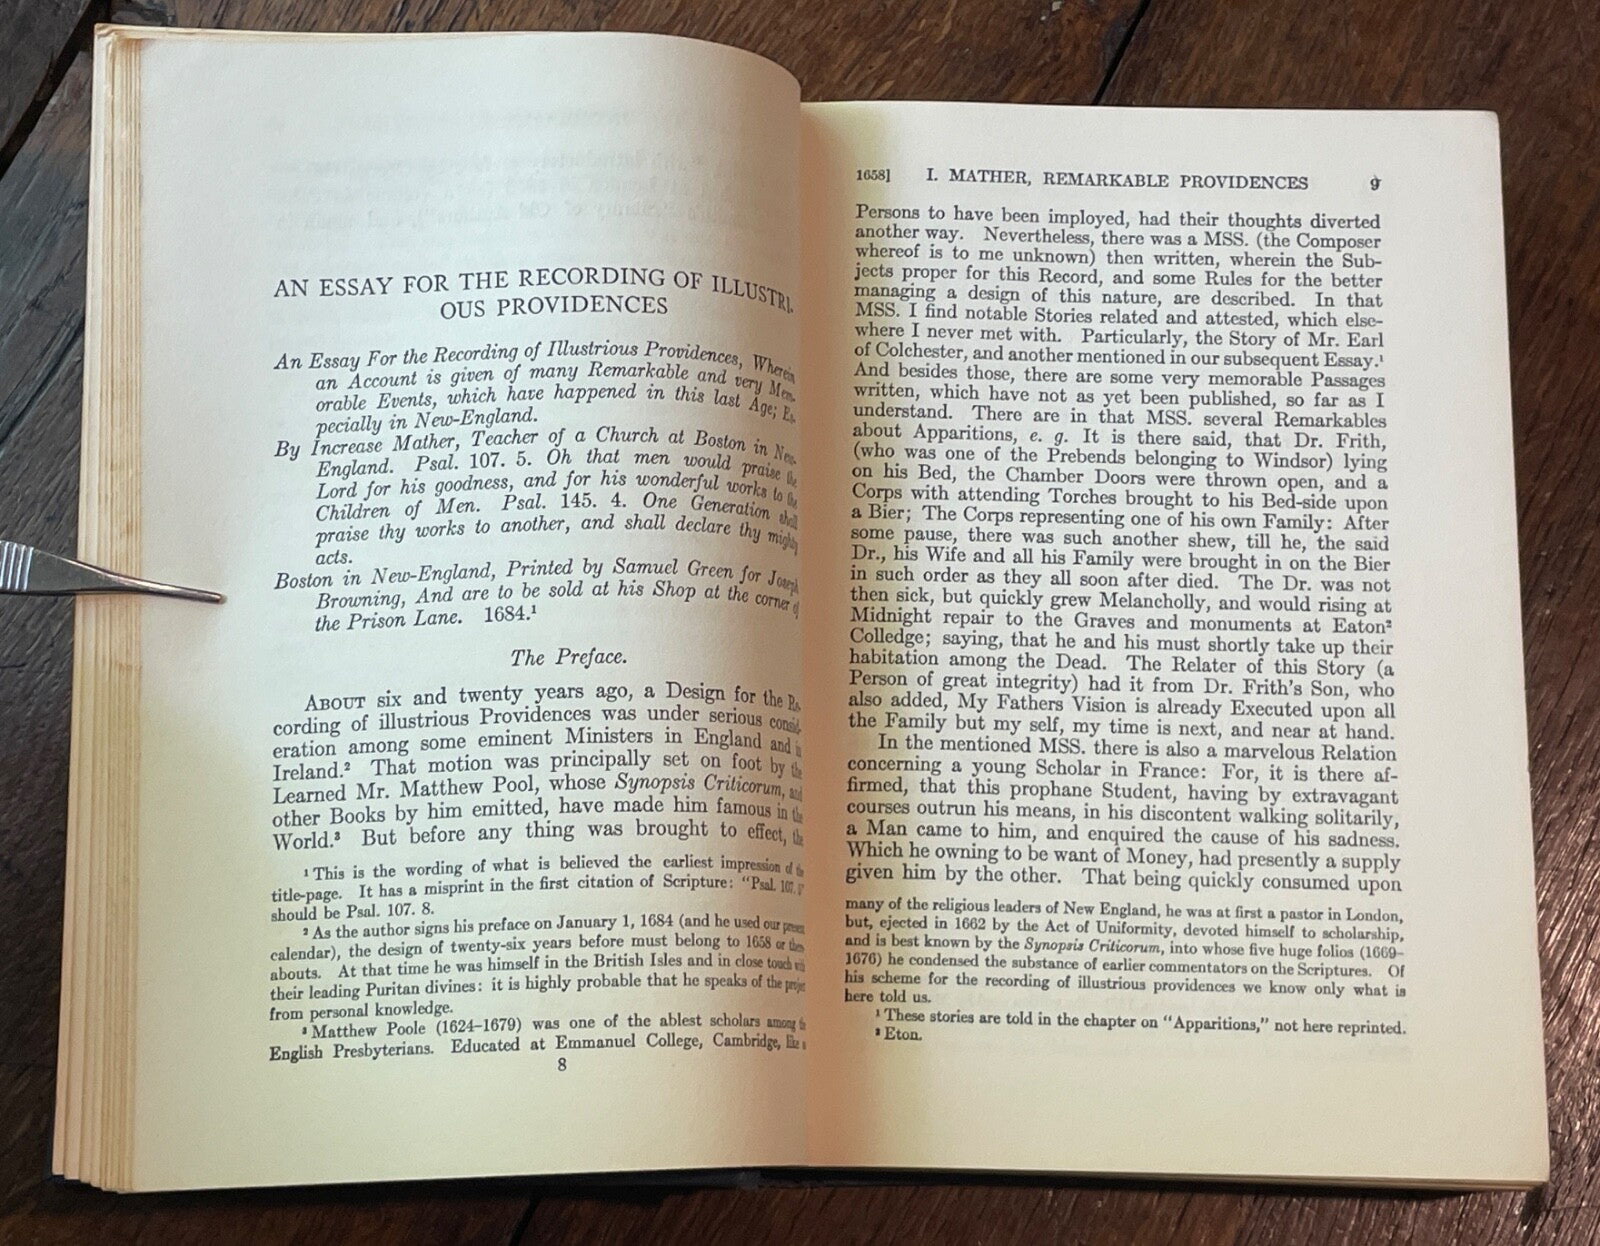 AN ESSAY FOR THE RECORDING OF ILLUSTRI-
OUS PROVIDENCES
An Essay For the Recording of Illustrious Providences, Wherein
an Account is given of many Remarkable and very Mem-
orable Events, which have happened in this last Age; Es-
pecially in New-England.
By Increase Mather, Teacher of a Church at Boston in New-
England. Psal. 107. 5. Oh that men would praise the
Lord for his goodness, and for his wonderful works to the
Children of Men. Psal. 145. 4. One Generation shall
praise thy works to another, and shall declare thy mighty
acts.
Boston in New-England, Printed by Samuel Green for Joseph
Browning, And are to be sold at his Shop at the corner of
the Prison Lane. 1684.¹
The Preface.
ABOUT six and twenty years ago, a Design for the Re-
cording of illustrious Providences was under serious consid-
eration among some eminent Ministers in England and in
Ireland.² That motion was principally set on foot by the
Learned Mr. Matthew Pool, whose Synopsis Criticorum, and
other Books by him emitted, have made him famous in the
World.³ But before any thing was brought to effect, the
¹ This is the wording of what is believed the earliest impression of the
title-page. It has a misprint in the first citation of Scripture: "Psal. 107. 5"
should be Psal. 107. 8.
² As the author signs his preface on January 1, 1684 (and he used our present
calendar), the design of twenty-six years before must belong to 1658 or there-
abouts. At that time he was himself in the British Isles and in close touch with
their leading Puritan divines: it is highly probable that he speaks of the project
from personal knowledge.
³ Matthew Poole (1624-1679) was one of the ablest scholars among the
English Presbyterians. Educated at Emmanuel College, Cambridge, like so
8
1658] I. MATHER, REMARKABLE PROVIDENCES 9
Persons to have been imployed, had their thoughts diverted
another way. Nevertheless, there was a MSS. (the Composer
whereof is to me unknown) then written, wherein the Sub-
jects proper for this Record, and some Rules for the better
managing a design of this nature, are described. In that
MSS. I find notable Stories related and attested, which else-
where I never met with. Particularly, the Story of Mr. Earl
of Colchester, and another mentioned in our subsequent Essay.¹
And besides those, there are some very memorable Passages
written, which have not as yet been published, so far as I
understand. There are in that MSS. several Remarkables
about Apparitions, e. g. It is there said, that Dr. Frith,
(who was one of the Prebends belonging to Windsor) lying
on his Bed, the Chamber Doors were thrown open, and a
Corps with attending Torches brought to his Bed-side upon
a Bier; The Corps representing one of his own Family: After
some pause, there was such another shew, till he, the said
Dr., his Wife and all his Family were brought in on the Bier
in such order as they all soon after died. The Dr. was not
then sick, but quickly grew Melancholly, and would rising at
Midnight repair to the Graves and monuments at Eaton²
Colledge; saying, that he and his must shortly take up their
habitation among the Dead. The Relater of this Story (a
Person of great integrity) had it from Dr. Frith's Son, who
also added, My Fathers Vision is already Executed upon all
the Family but my self, my time is next, and near at hand.
In the mentioned MSS. there is also a marvelous Relation
concerning a young Scholar in France: For, it is there af-
firmed, that this prophane Student, having by extravagant
courses outrun his means, in his discontent walking solitarily,
a Man came to him, and enquired the cause of his sadness.
Which he owning to be want of Money, had presently a supply
given him by the other. That being quickly consumed upon
many of the religious leaders of New England, he was at first a pastor in London,
but, ejected in 1662 by the Act of Uniformity, devoted himself to scholarship,
and is best known by the Synopsis Criticorum, into whose five huge folios (1669-
1676) he condensed the substance of earlier commentators on the Scriptures. Of
his scheme for the recording of illustrious providences we know only what is
here told us.
¹ These stories are told in the chapter on "Apparitions," not here reprinted.
² Eton.